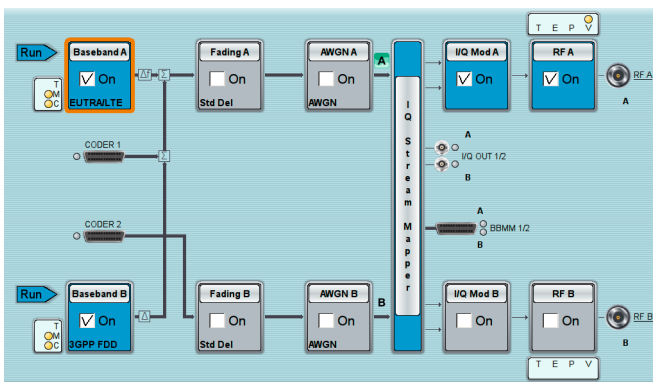 T E P V
Run
Baseband A
On
EUTRA/LTE
T
M
C
Δf
Σ
Fading A
On
Std Del
AWGN A
On
AWGN
A
I/Q Mod A
On
RF A
On
RF A
A
CODER 1
Σ
CODER 2
I Q S t r e a m M a p p e r
A
I/Q OUT 1/2
B
A
BBMM 1/2
B
Run
Baseband B
On
3GPP FDD
T
M
C
Δ
Fading B
On
Std Del
AWGN B
On
AWGN
B
I/Q Mod B
On
RF B
On
RF B
B
T E P V